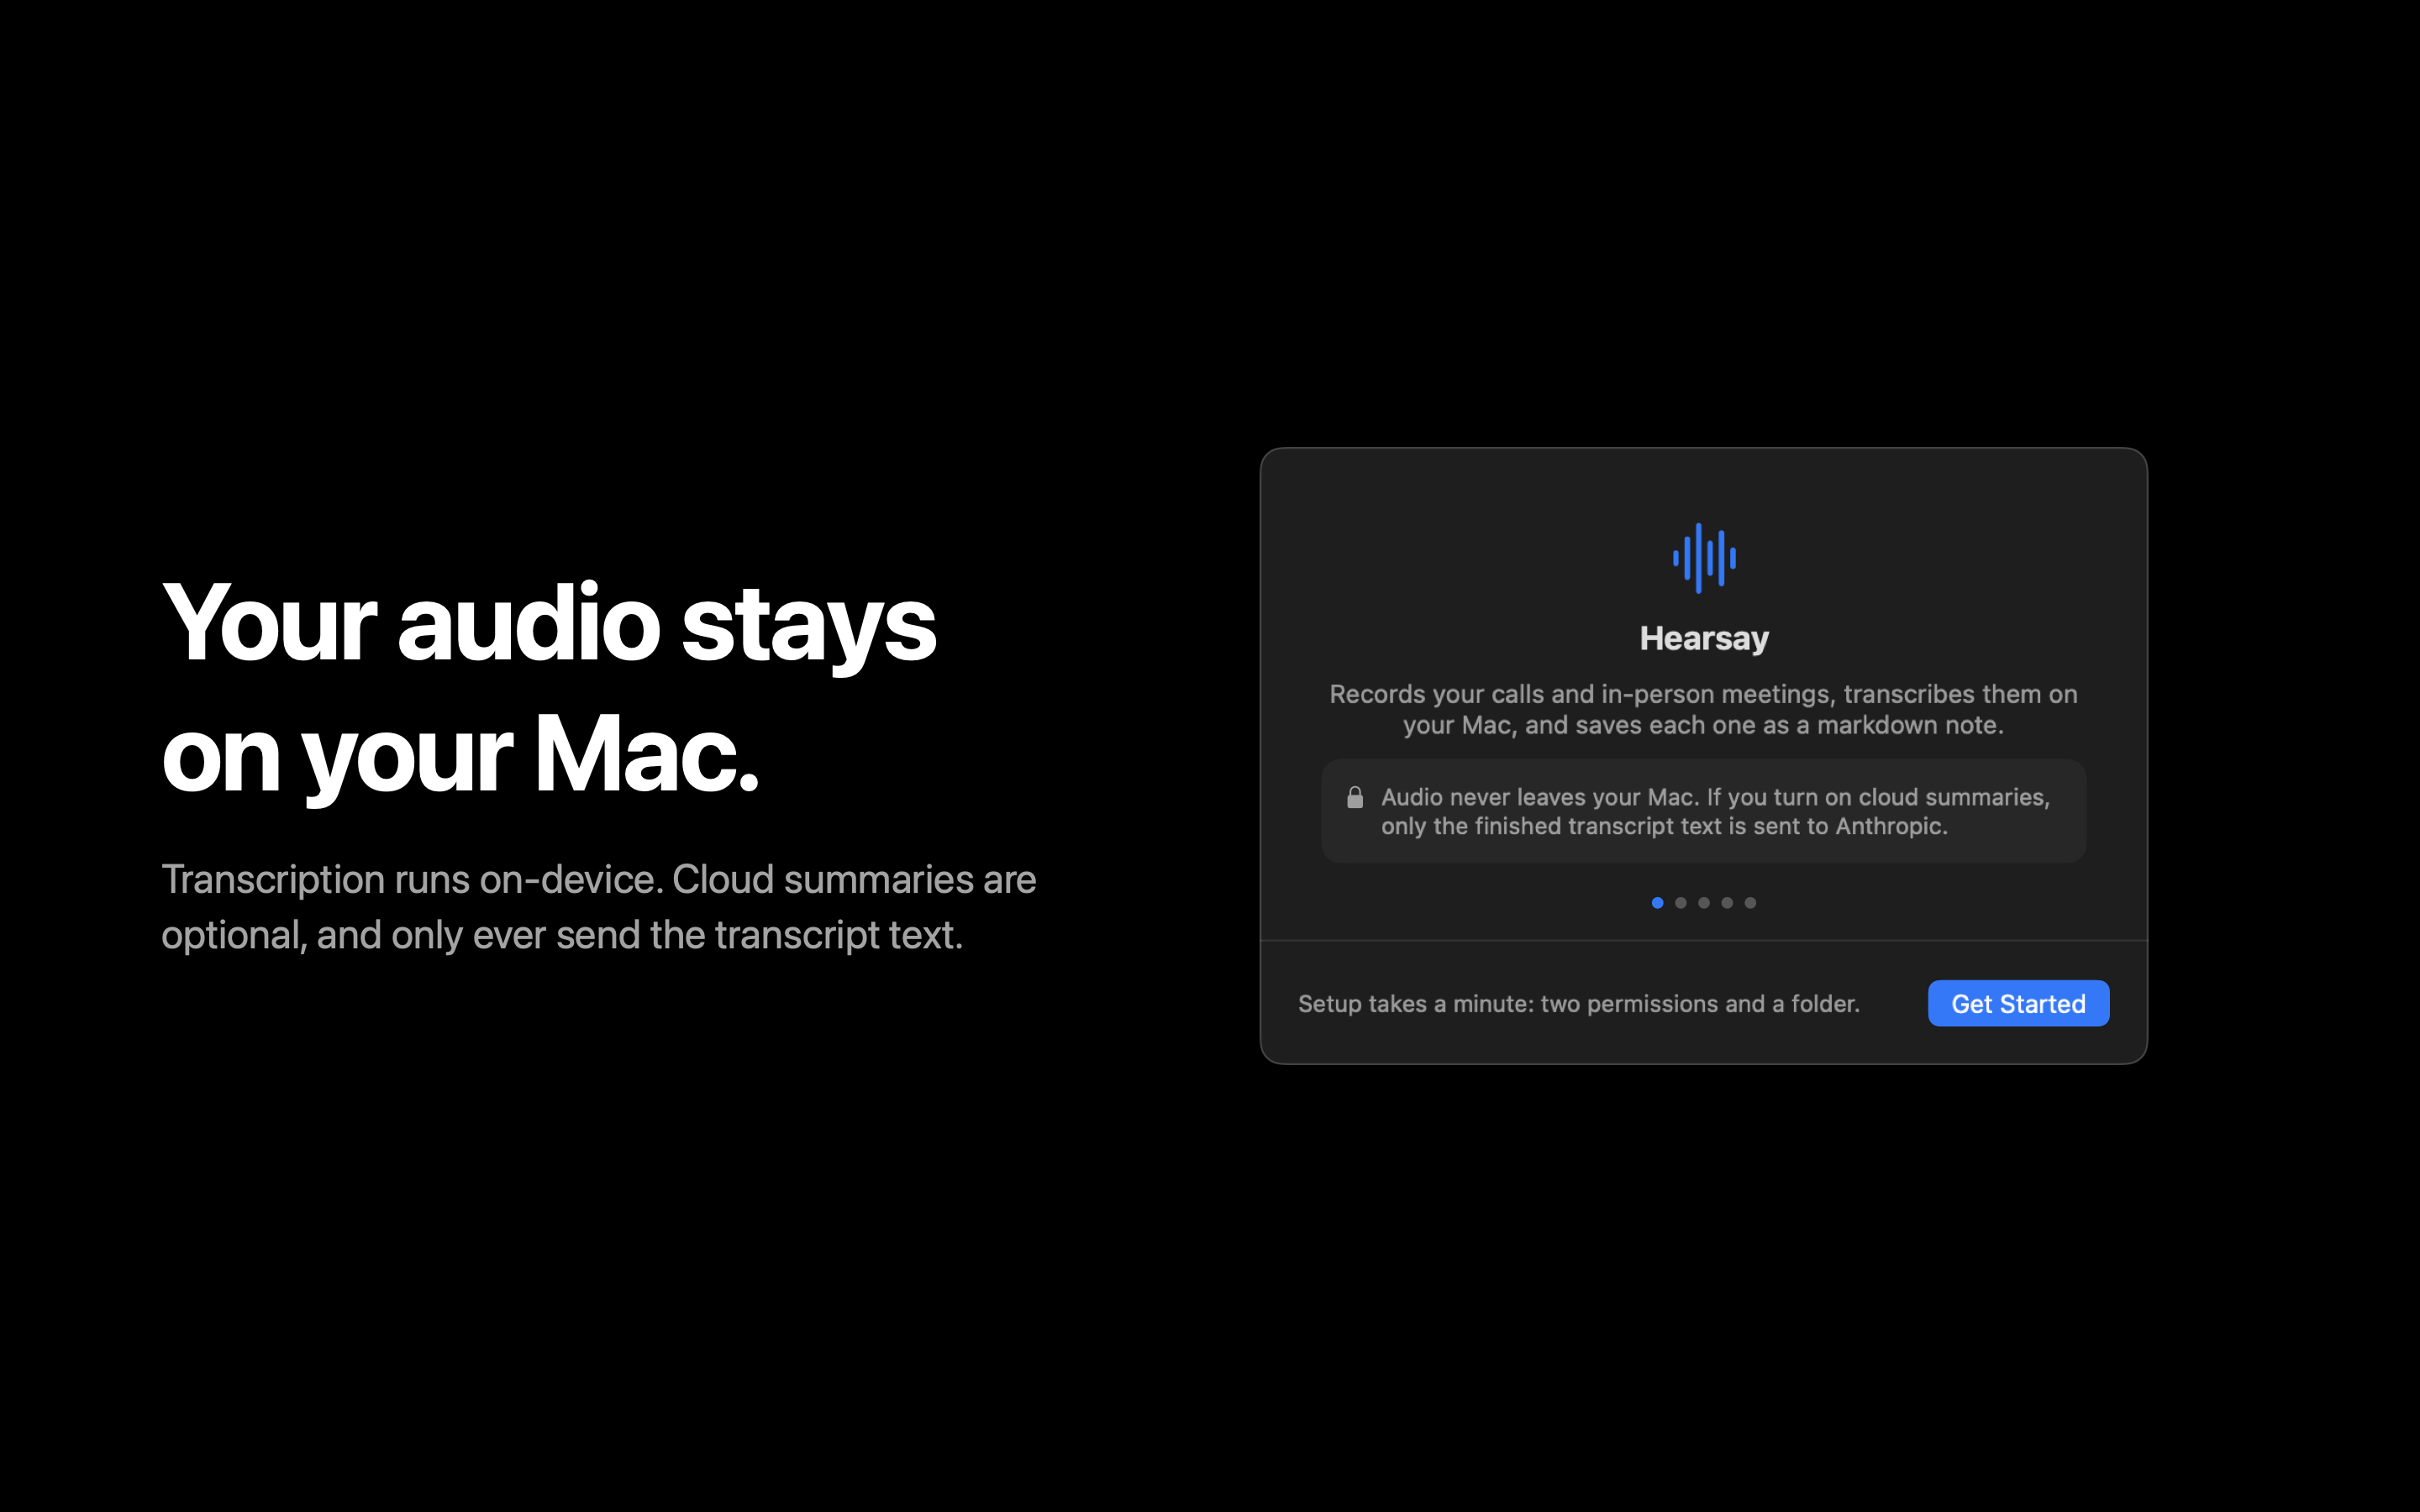 Your audio stays
on your Mac.
Transcription runs on-device. Cloud summaries are
optional, and only ever send the transcript text.
Hearsay
Records your calls and in-person meetings, transcribes them on
your Mac, and saves each one as a markdown note.
Audio never leaves your Mac. If you turn on cloud summaries,
only the finished transcript text is sent to Anthropic.
Setup takes a minute: two permissions and a folder.
Get Started